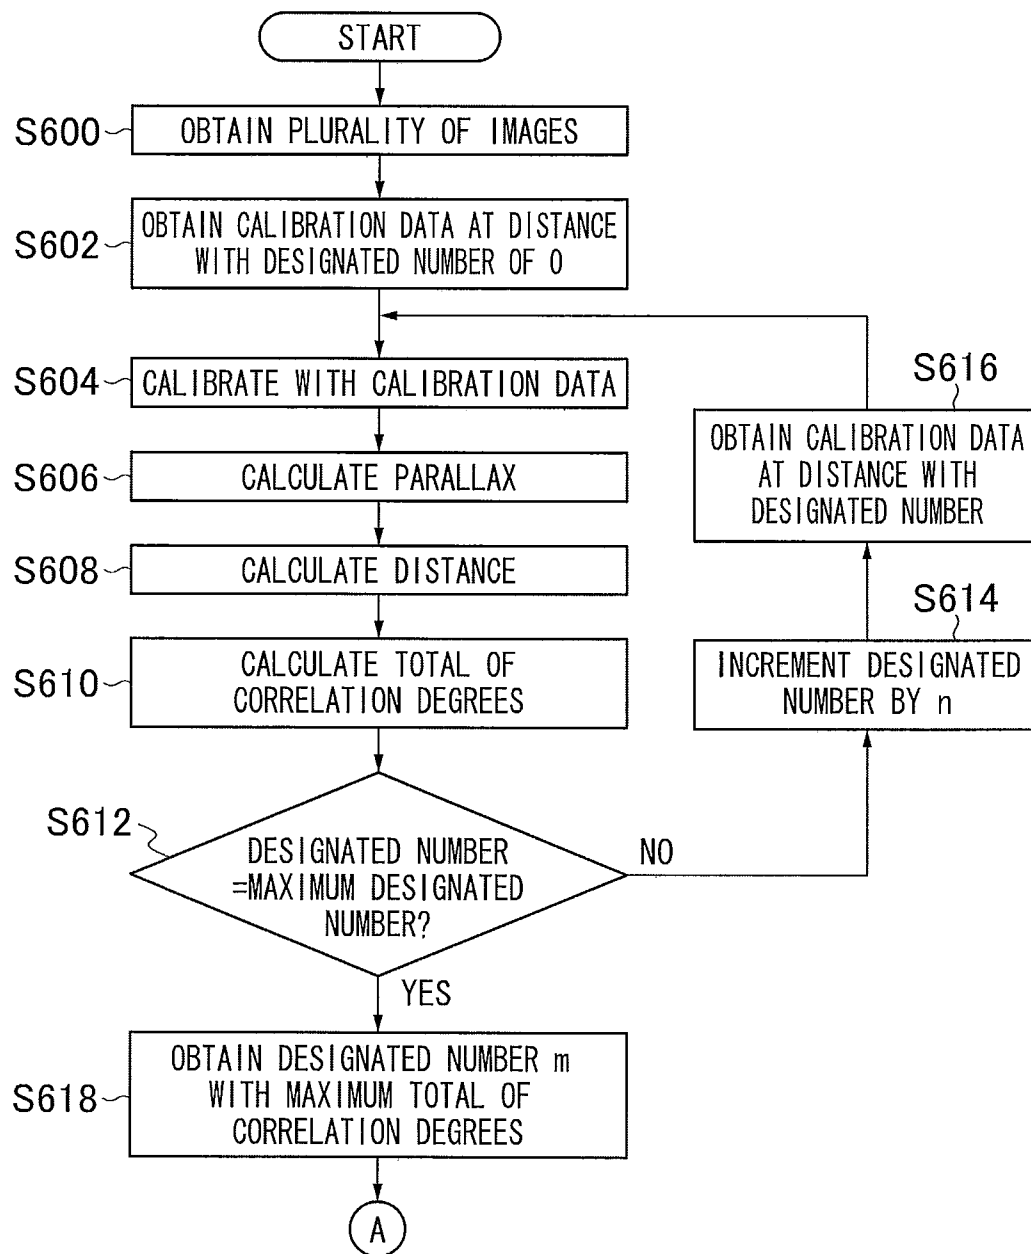 START
S600
OBTAIN PLURALITY OF IMAGES
S602
OBTAIN CALIBRATION DATA AT DISTANCE
WITH DESIGNATED NUMBER OF 0
S604
CALIBRATE WITH CALIBRATION DATA
S606
CALCULATE PARALLAX
S608
CALCULATE DISTANCE
S610
CALCULATE TOTAL OF
CORRELATION DEGREES
S612
DESIGNATED NUMBER
=MAXIMUM DESIGNATED
NUMBER?
NO
S614
INCREMENT DESIGNATED
NUMBER BY n
S616
OBTAIN CALIBRATION DATA
AT DISTANCE WITH
DESIGNATED NUMBER
YES
S618
OBTAIN DESIGNATED NUMBER m
WITH MAXIMUM TOTAL OF
CORRELATION DEGREES
A